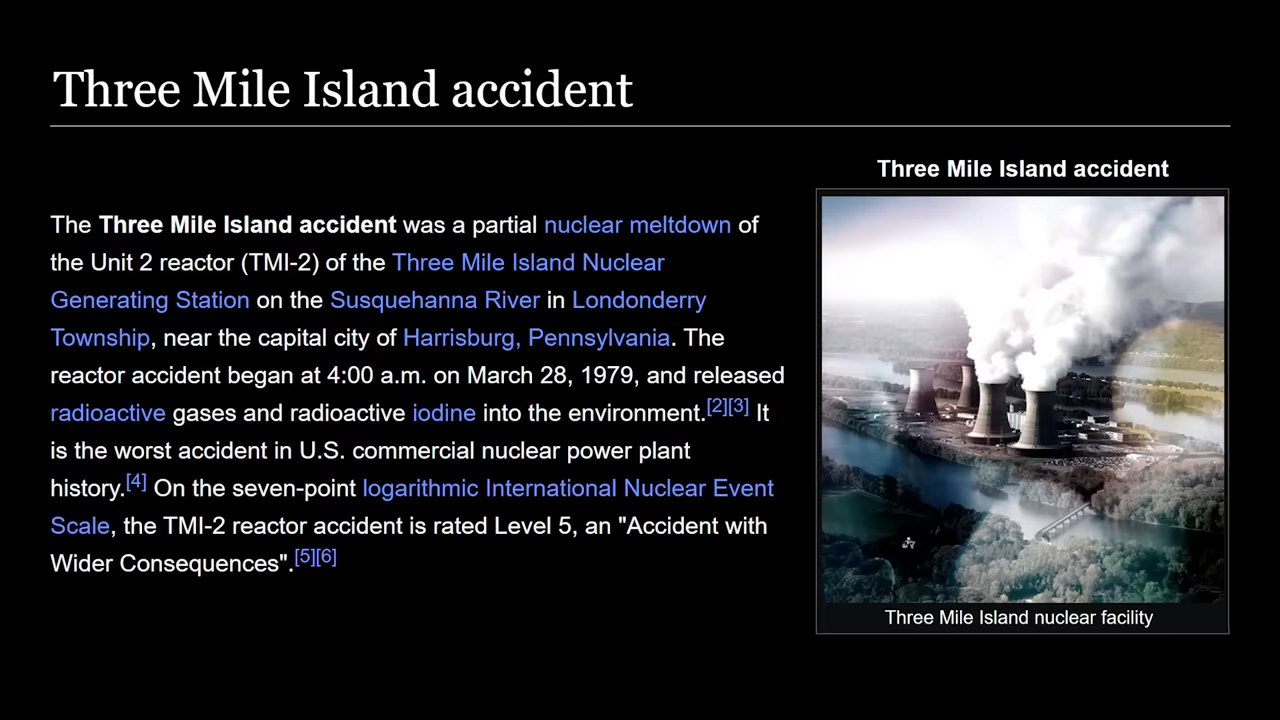 Three Mile Island accident
The Three Mile Island accident was a partial nuclear meltdown of
the Unit 2 reactor (TMI-2) of the Three Mile Island Nuclear
Generating Station on the Susquehanna River in Londonderry
Township, near the capital city of Harrisburg, Pennsylvania. The
reactor accident began at 4:00 a.m. on March 28, 1979, and released
radioactive gases and radioactive iodine into the environment.[2][3] It
is the worst accident in U.S. commercial nuclear power plant
history.[4] On the seven-point logarithmic International Nuclear Event
Scale, the TMI-2 reactor accident is rated Level 5, an "Accident with
Wider Consequences".[5][6]
Three Mile Island accident
Three Mile Island nuclear facility